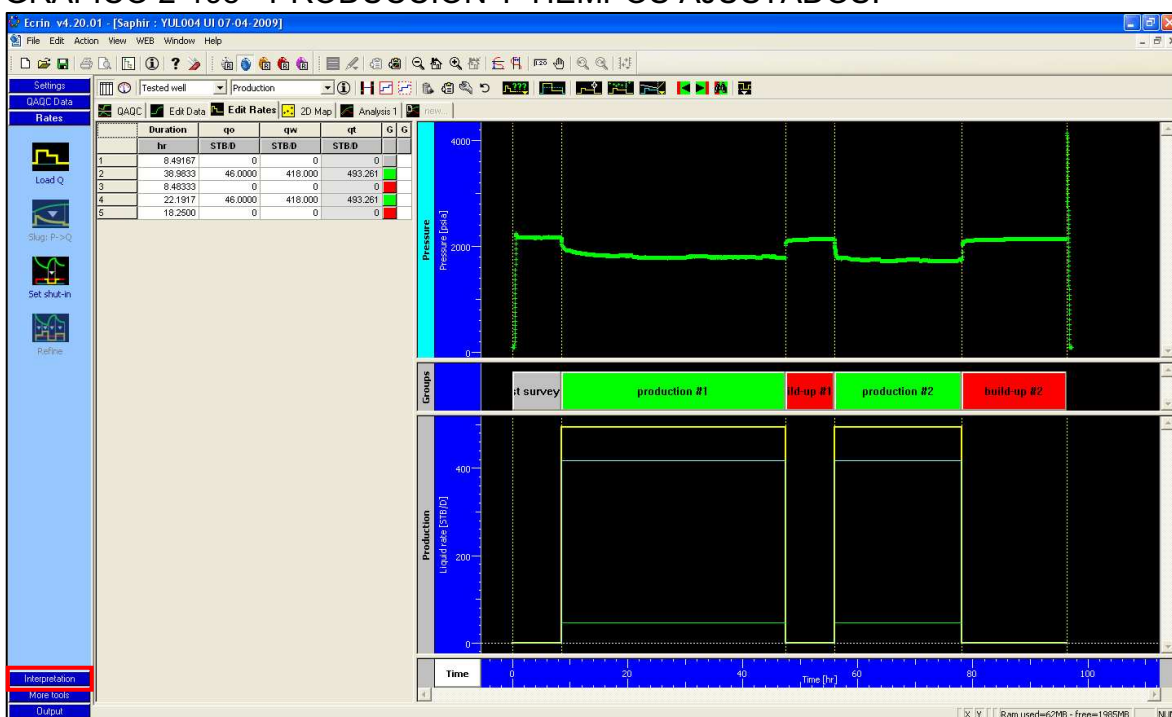 GRAFICO 2-108 PRODUCCIÓN Y TIEMPOS AJUSTADOS.
Ecrin v4.20.01 - [Saphir : YUL004 UI 07-04-2009]
File Edit Action View WEB Window Help
Settings
QAQC Data
Rates
Load Q
Slug: P->Q
Set shut-in
Refine
Interpretation
More tools
Output
Tested well Production
QAQC Edit Data Edit Rates 2D Map Analysis 1 new...
Duration qo qw qt G G
hr STB/D STB/D STB/D
1 8.49167 0 0 0
2 38.9833 46.0000 418.000 493.261
3 8.48333 0 0 0
4 22.1917 46.0000 418.000 493.261
5 18.2500 0 0 0
Pressure
Pressure [psia]
4000
2000
0
Groups
st survey production #1 ild-up #1 production #2 build-up #2
Production
Liquid rate [STB/D]
400
200
0
Time
0 20 40 60 80 100
Time [hr]
X Y Ram used=62MB - free=1985MB NUM